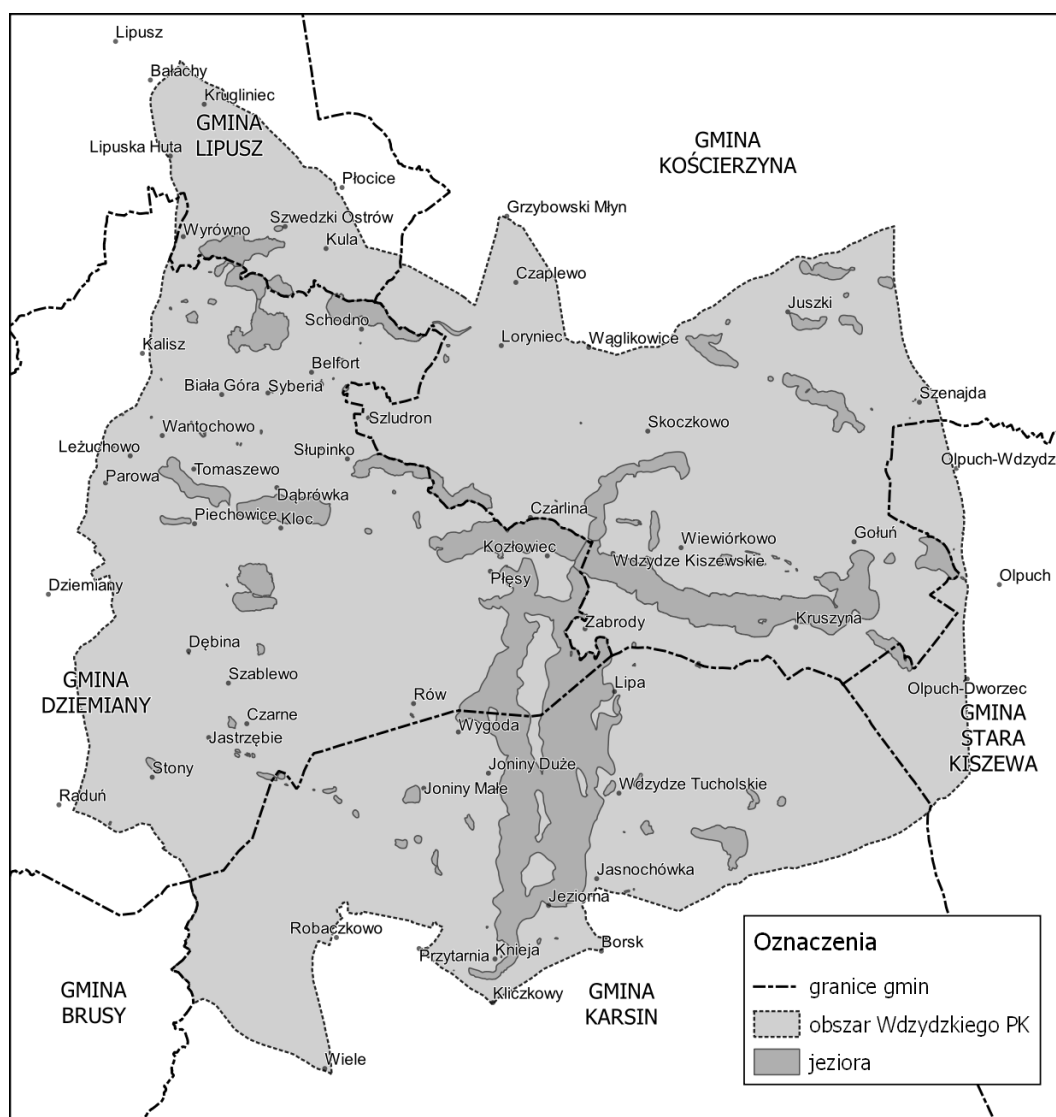 Lipusz
Bałachy
Krugliniec
GMINA
LIPUSZ
Lipuska Huta
GMINA
KOŚCIERZYNA
Płocice
Grzybowski Młyn
Szwedzki Ostrów
Wyrówno
Kula
Czaplewo
Juszki
Schodno
Loryniec
Wąglikowice
Kalisz
Belfort
Biała Góra
Syberia
Szenajda
Szludron
Skoczkowo
Wantochowo
Leżuchowo
Słupinko
Olpuch-Wdzydz
Parowa
Tomaszewo
Dąbrówka
Piechowice
Kloc
Czarlina
Wiewiórkowo
Gołuń
Kozłowiec
Wdzydze Kiszewskie
Płęsy
Olpuch
Dziemiany
Kruszyna
Zabrody
Dębina
Szablewo
GMINA
DZIEMIANY
Rów
Lipa
Olpuch-Dworzec
GMINA
STARA
KISZEWA
Czarne
Jastrzębie
Wygoda
Stony
Joniny Duże
Joniny Małe
Wdzydze Tucholskie
Raduń
Jasnochówka
Jeziorna
Robaczkowo
Przytarnia
Knieja
Borsk
Kliczkowy
GMINA
BRUSY
GMINA
KARSIN
Wiele
Oznaczenia
granice gmin
obszar Wdzydzkiego PK
jeziora